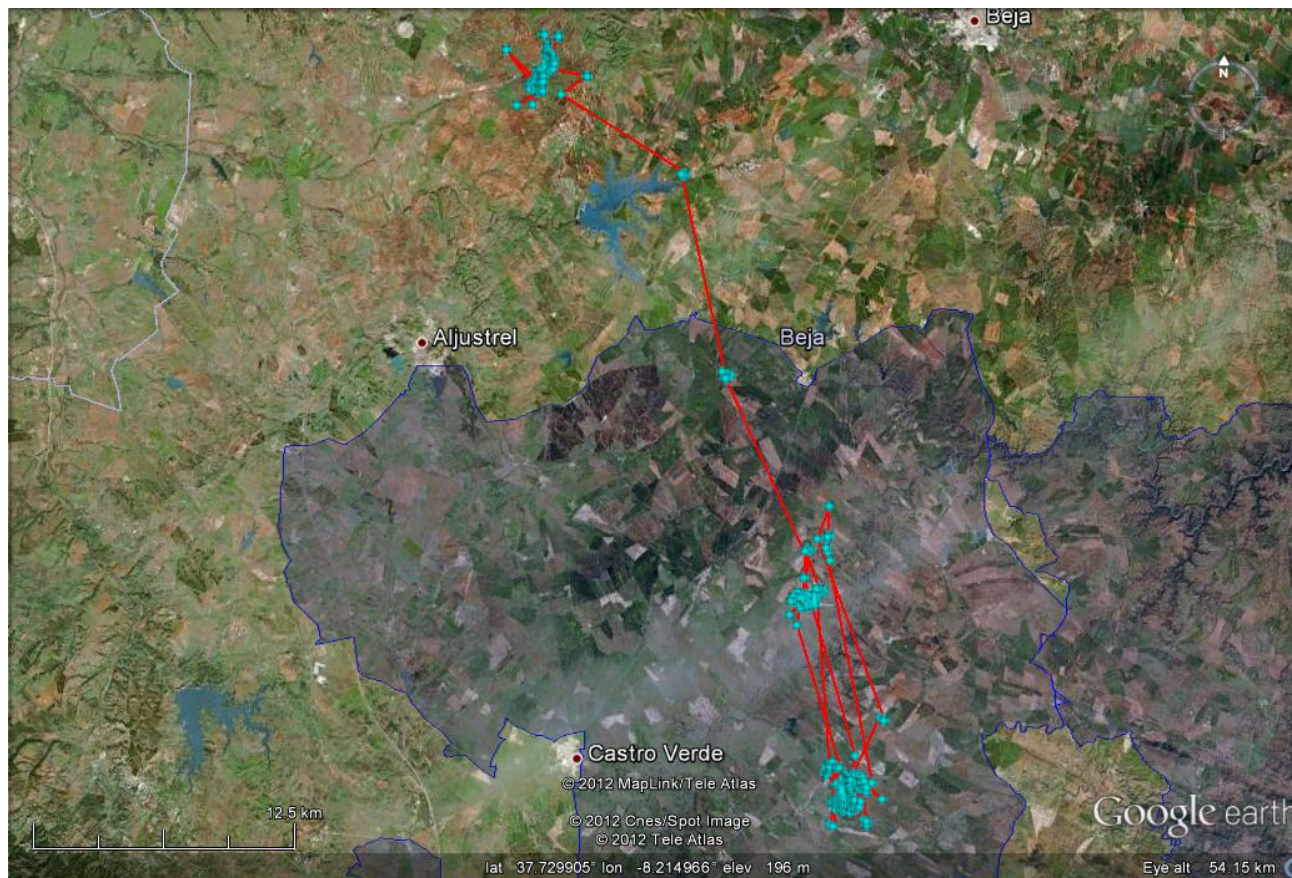 Beja
N
Aljustrel
Beja
Castro Verde
© 2012 MapLink/Tele Atlas
12.5 km
© 2012 Cnes/Spot Image
© 2012 Tele Atlas
Google earth
lat 37.729905° lon -8.214966° elev 196 m
Eye alt 54.15 km